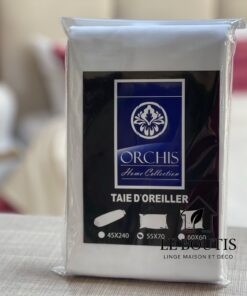 ORCHIS
Home Collection
TAIE D'OREILLER
45X240 55X70 60X60
LE BOUTIS
LINGE MAISON ET DECO